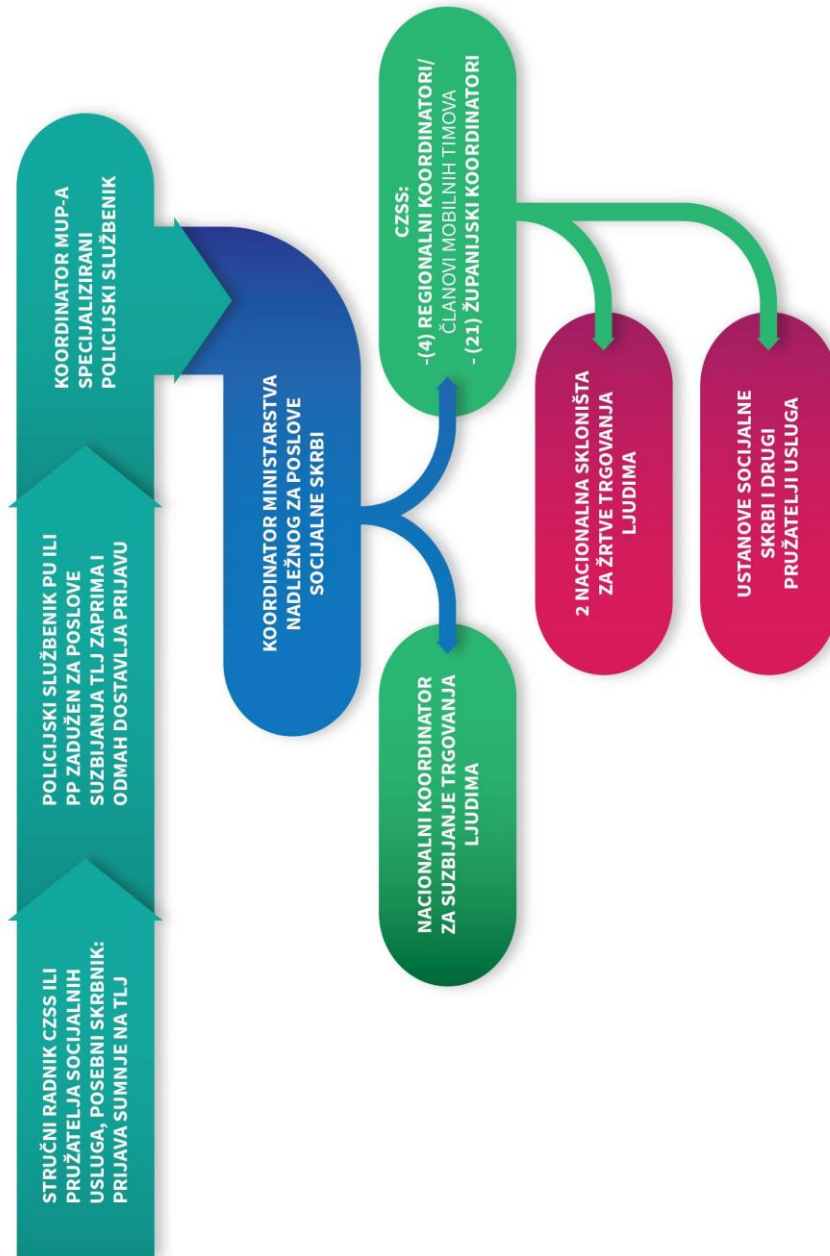 STRUČNI RADNIK CZSS ILI
PRUŽATELJA SOCIJALNIH
USLUGA, POSEBNI SKRBNIK:
PRIJAVA SUMNJE NA TLJ
POLICIJSKI SLUŽBENIK PU ILI
PP ZADUŽEN ZA POSLOVE
SUZBIJANJA TLJ ZAPRIMA I
ODMAH DOSTAVLJA PRIJAVU
KOORDINATOR MUP-A
SPECIJALIZIRANI
POLICIJSKI SLUŽBENIK
KOORDINATOR MINISTARSTVA
NADLEŽNOG ZA POSLOVE
SOCIJALNE SKRBI
NACIONALNI KOORDINATOR
ZA SUZBIJANJE TRGOVANJA
LJUDIMA
CZSS:
-(4) REGIONALNI KOORDINATORI/
ČLANOVI MOBILNIH TIMOVA
- (21) ŽUPANIJSKI KOORDINATORI
2 NACIONALNA SKLONIŠTA
ZA ŽRTVE TRGOVANJA
LJUDIMA
USTANOVE SOCIJALNE
SKRBI I DRUGI
PRUŽATELJI USLUGA